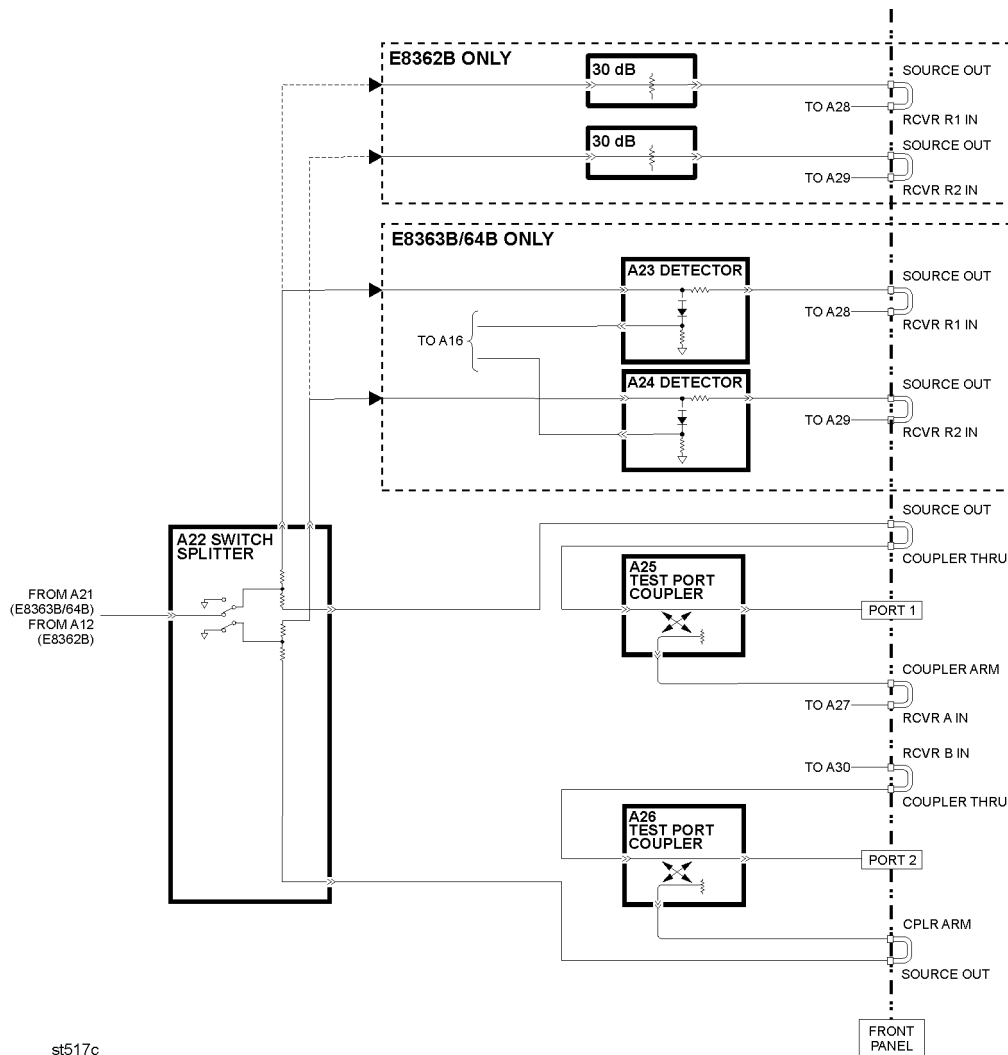 E8362B ONLY
30 dB
SOURCE OUT
TO A28
RCVR R1 IN
30 dB
SOURCE OUT
TO A29
RCVR R2 IN
E8363B/64B ONLY
A23 DETECTOR
SOURCE OUT
TO A28
RCVR R1 IN
TO A16
A24 DETECTOR
SOURCE OUT
TO A29
RCVR R2 IN
SOURCE OUT
COUPLER THRU
A22 SWITCH
SPLITTER
A25
TEST PORT
COUPLER
FROM A21
(E8363B/64B)
FROM A12
(E8362B)
PORT 1
COUPLER ARM
TO A27
RCVR A IN
RCVR B IN
TO A30
COUPLER THRU
A26
TEST PORT
COUPLER
PORT 2
CPLR ARM
SOURCE OUT
FRONT
PANEL
st517c